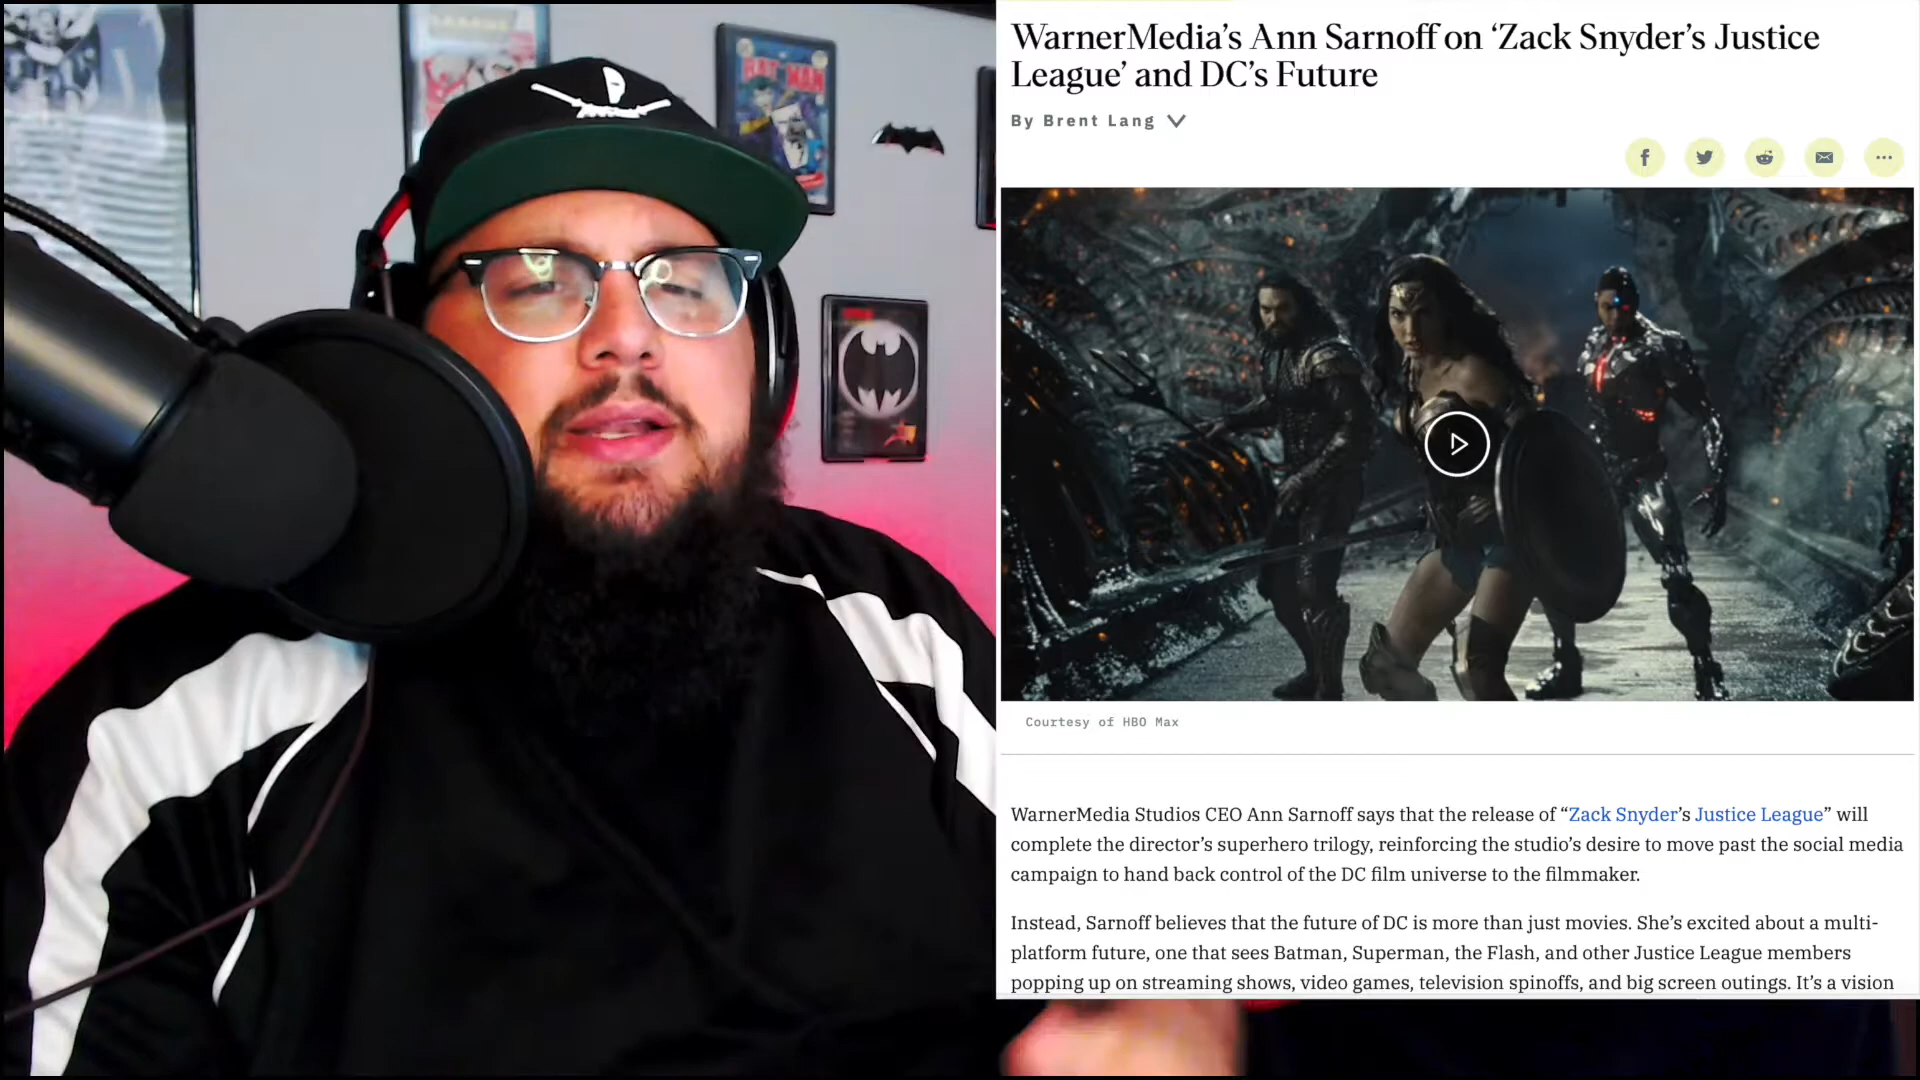 WarnerMedia’s Ann Sarnoff on ‘Zack Snyder’s Justice
League’ and DC’s Future
By Brent Lang
Courtesy of HBO Max
WarnerMedia Studios CEO Ann Sarnoff says that the release of “Zack Snyder’s Justice League” will
complete the director’s superhero trilogy, reinforcing the studio’s desire to move past the social media
campaign to hand back control of the DC film universe to the filmmaker.
Instead, Sarnoff believes that the future of DC is more than just movies. She’s excited about a multi-
platform future, one that sees Batman, Superman, the Flash, and other Justice League members
popping up on streaming shows, video games, television spinoffs, and big screen outings. It’s a vision
BATMAN